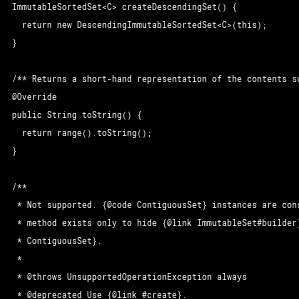 ImmutableSortedSet<C> createDescendingSet() {
return new DescendingImmutableSortedSet<C>(this);
}
/** Returns a short-hand representation of the contents
@Override
public String toString() {
return range().toString();
}
/**
* Not supported. {@code ContiguousSet} instances are
* method exists only to hide {@link ImmutableSet#builder
* ContiguousSet}.
*
* @throws UnsupportedOperationException always
* @deprecated Use {@link #create}.